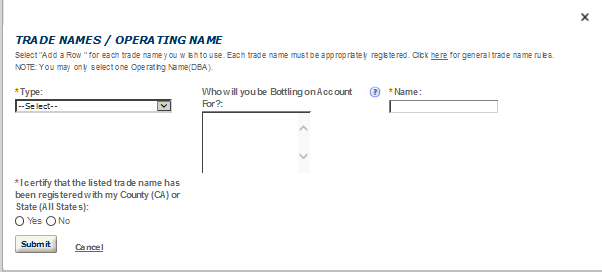 ×
TRADE NAMES / OPERATING NAME
Select "Add a Row " for each trade name you w ish to use. Each trade name must be appropriately registered. Click here for general trade name rules.
NOTE: You may only select one Operating Name(DBA).
*Type:
--Select--
Who will you be Bottling on Account
For?:
?
*Name:
*I certify that the listed trade name has
been registered with my County (CA) or
State (All States):
Yes No
Submit Cancel